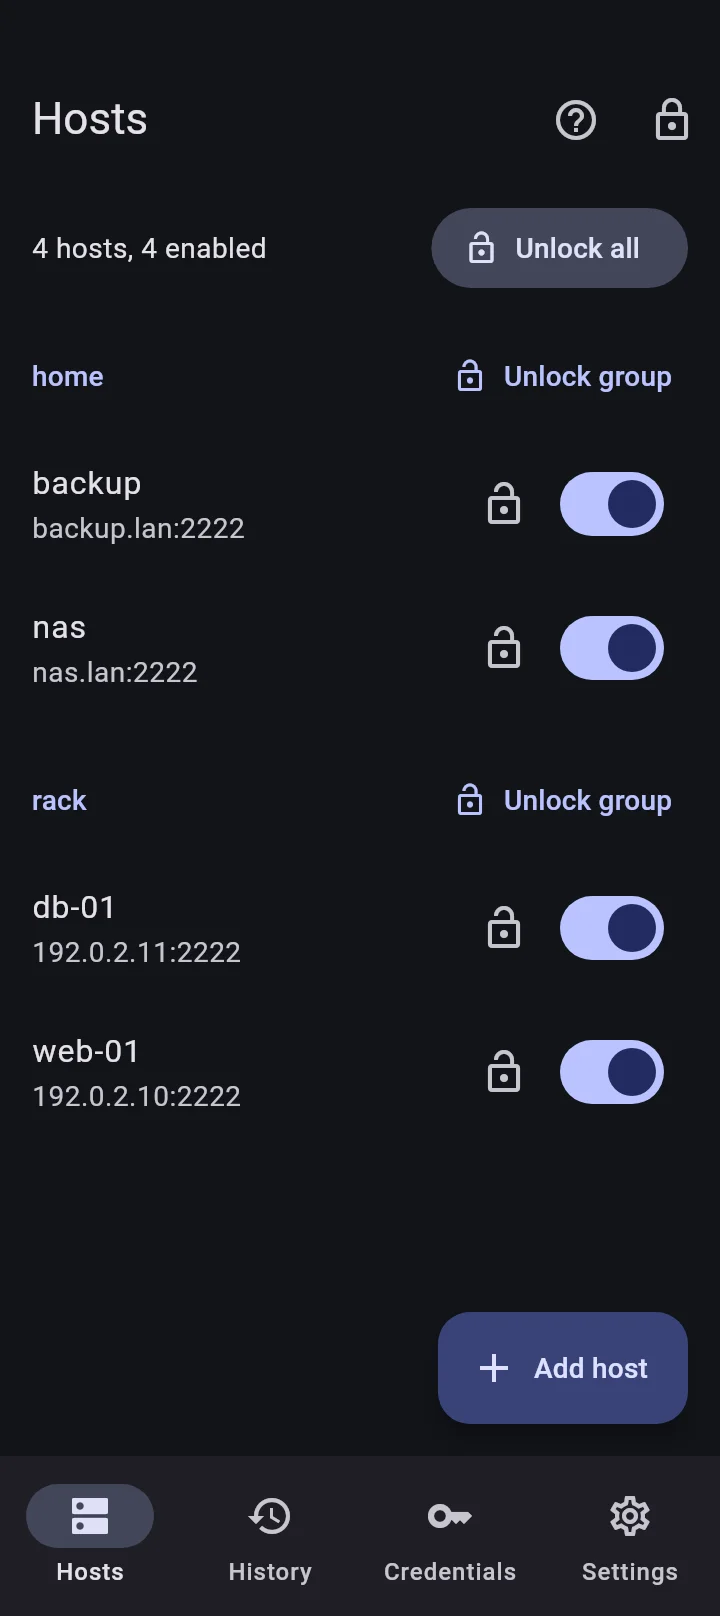 Hosts
4 hosts, 4 enabled
Unlock all
home
Unlock group
backup
backup.lan:2222
nas
nas.lan:2222
rack
Unlock group
db-01
192.0.2.11:2222
web-01
192.0.2.10:2222
Add host
Hosts
History
Credentials
Settings